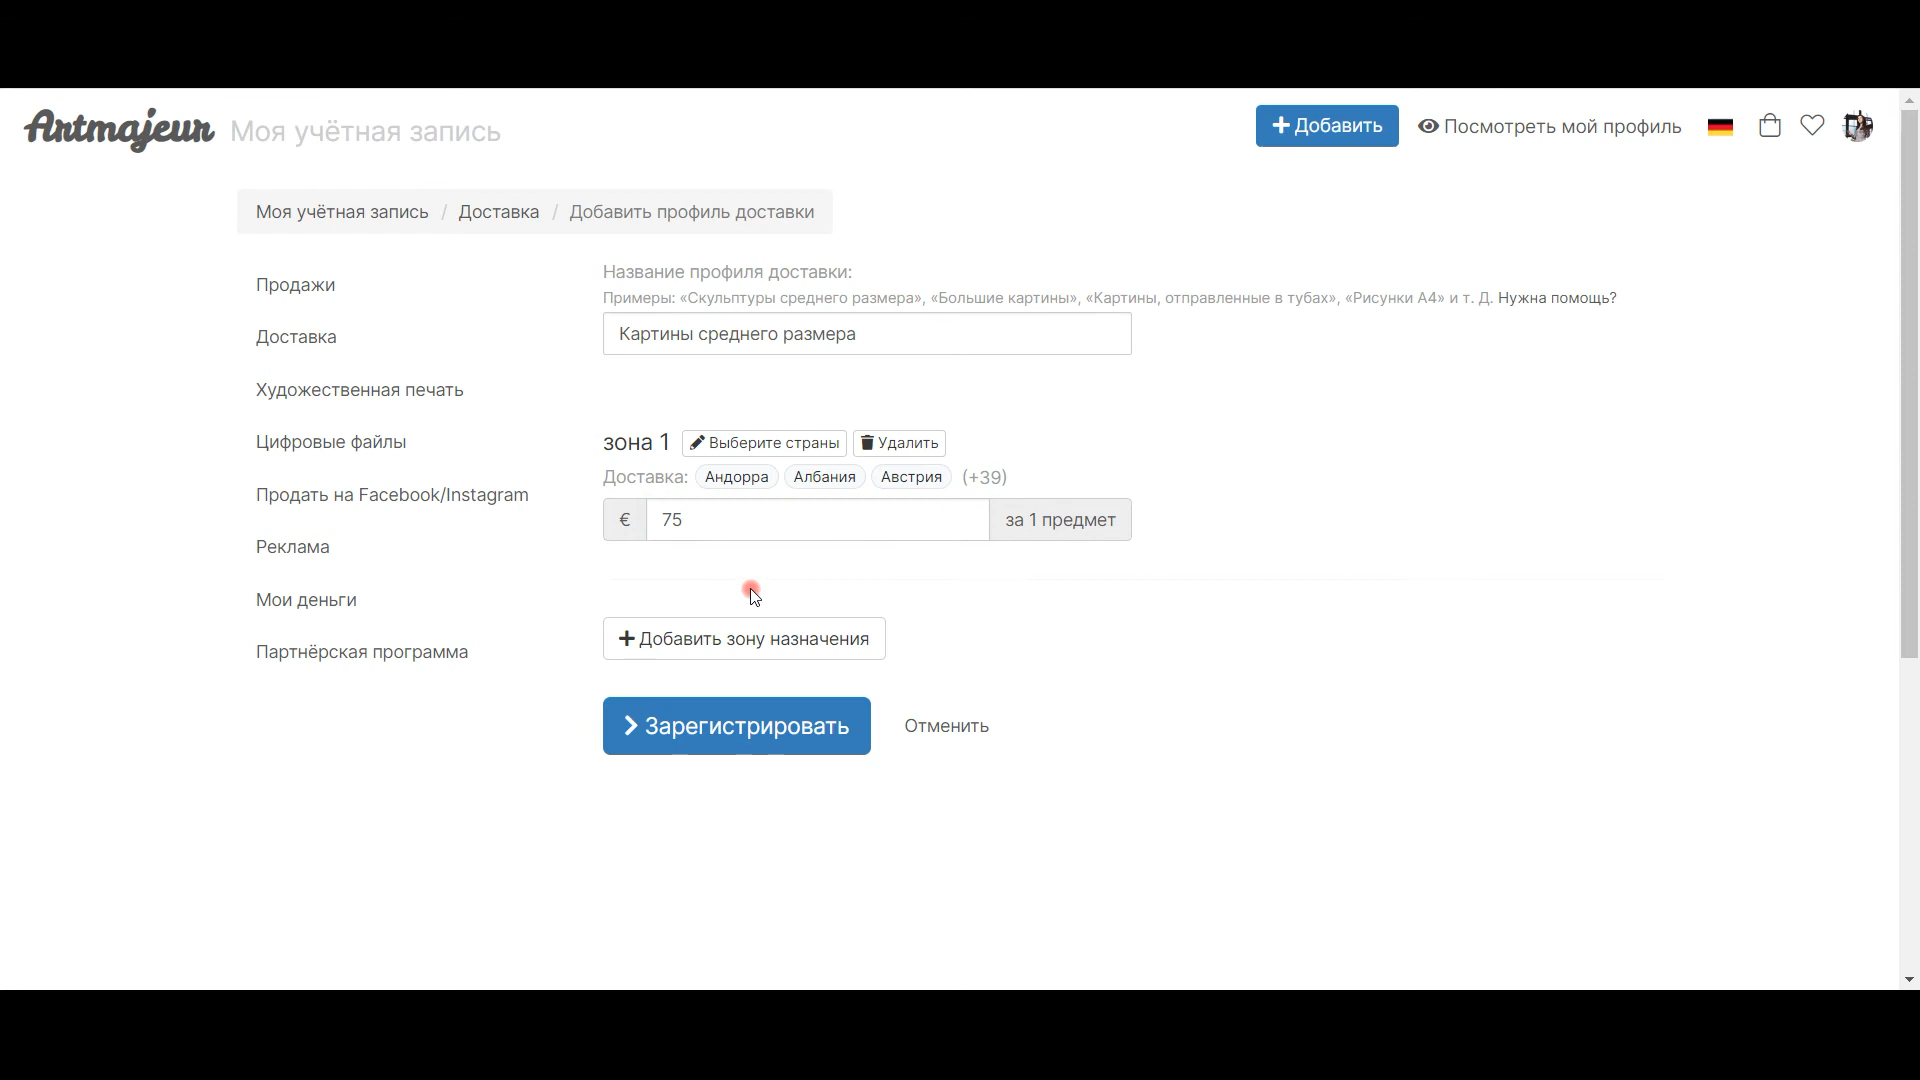 Artmajeur Моя учётная запись
Добавить Посмотреть мой профиль
Моя учётная запись / Доставка / Добавить профиль доставки
Продажи
Доставка
Художественная печать
Цифровые файлы
Продать на Facebook/Instagram
Реклама
Мои деньги
Партнёрская программа
Название профиля доставки:
Примеры: «Скульптуры среднего размера», «Большие картины», «Картины, отправленные в тубах», «Рисунки А4» и т. Д. Нужна помощь?
Картины среднего размера
зона 1 Выберите страны Удалить
Доставка: Андорра Албания Австрия (+39)
€ 75 за 1 предмет
Добавить зону назначения
Зарегистрировать Отменить